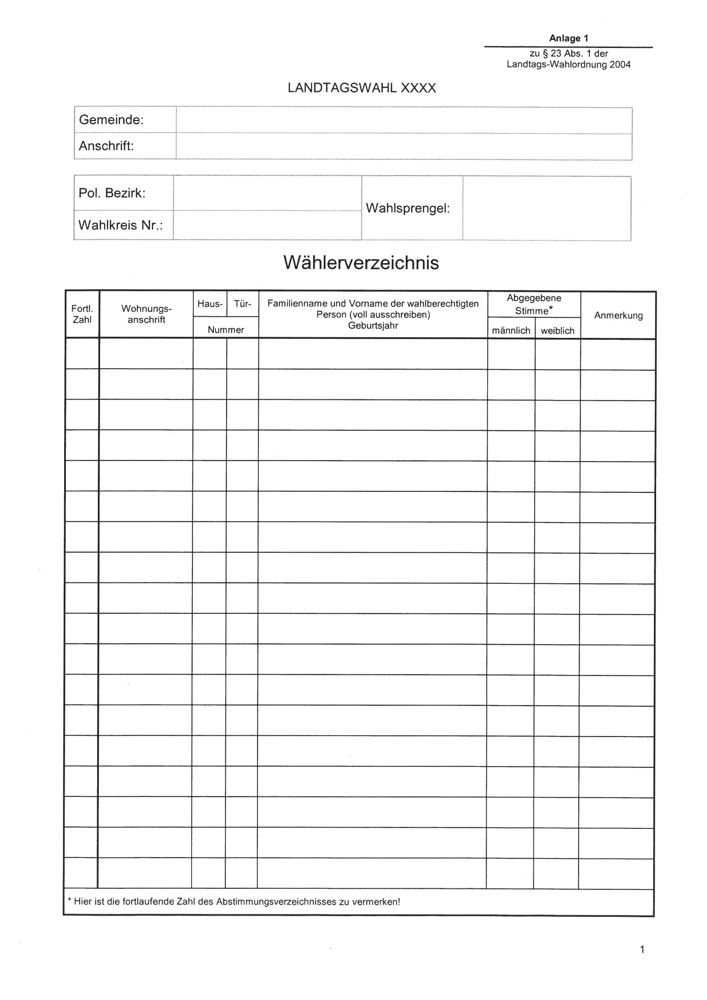 Anlage 1
zu § 23 Abs. 1 der
Landtags-Wahlordnung 2004
LANDTAGSWAHL XXXX
Gemeinde:
Anschrift:
Pol. Bezirk:
Wahlsprengel:
Wahlkreis Nr.:
Wählerverzeichnis
Fortl.
Zahl
Wohnungs-
anschrift
Haus-
Tür-
Nummer
Familienname und Vorname der wahlberechtigten
Person (voll ausschreiben)
Geburtsjahr
Abgegebene
Stimme*
männlich
weiblich
Anmerkung
* Hier ist die fortlaufende Zahl des Abstimmungsverzeichnisses zu vermerken!
1